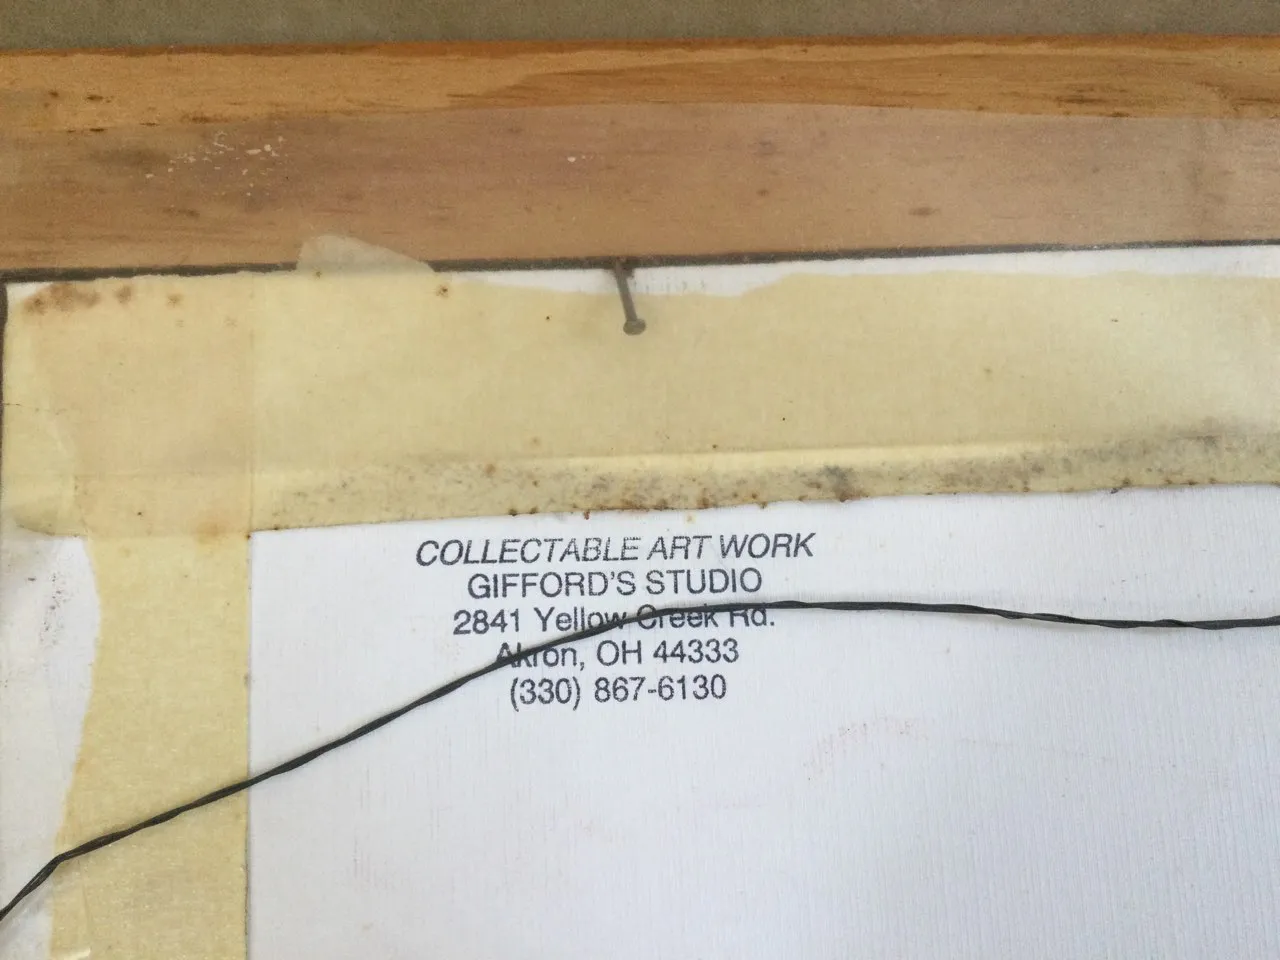 COLLECTABLE ART WORK
GIFFORD'S STUDIO
2841 Yellow Creek Rd.
Akron, OH 44333
(330) 867-6130